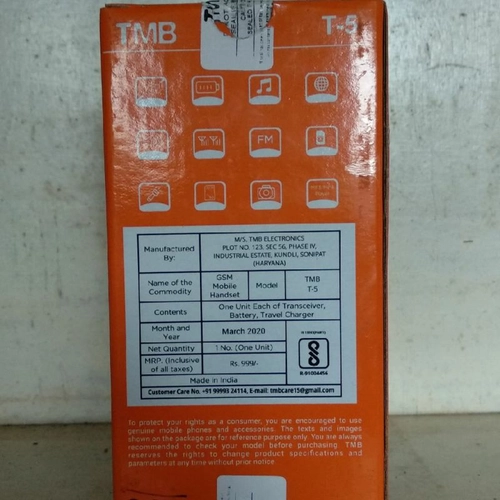 TMB
T-5
FM
Manufactured By:
M/S. TMB ELECTRONICS
PLOT NO. 123, SEC 56, PHASE IV,
INDUSTRIAL ESTATE, KUNDLI, SONIPAT
(HARYANA)
Name of the Commodity
GSM Mobile Handset
Model
TMB T-5
Contents
One Unit Each of Transceiver,
Battery, Travel Charger
Month and Year
March 2020
Net Quantity
1 No. (One Unit)
MRP. (Inclusive of all taxes)
Rs. 999/-
R-91004454
Made in India
Customer Care No. +91 99993 24114, E-mail: tmbcare15@gmail.com
To protect your rights as a consumer, you are encouraged to use
genuine mobile phones and accessories. The texts and images
shown on the package are for reference purpose only. You are always
recommended to check your model before purchasing. TMB
reserves the rights to change product specifications and
parameters at any time without prior notice.